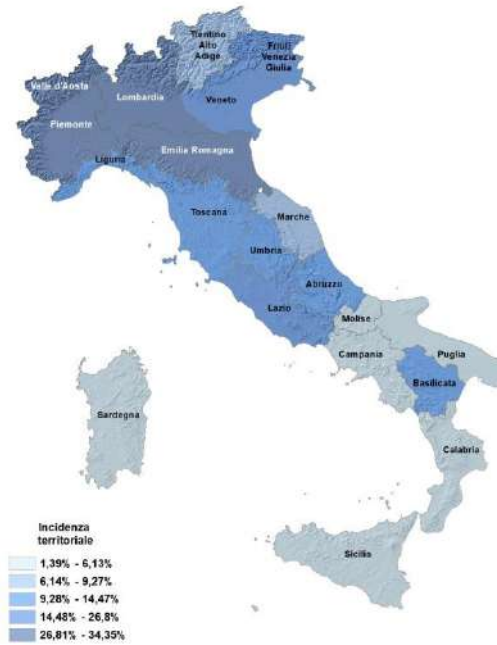 Trentino
Alto
Adige
Friuli
Venezia
Giulia
Valle d'Aosta
Lombardia
Veneto
Piemonte
Emilia Romagna
Liguria
Toscana
Marche
Umbria
Abruzzo
Lazio
Molise
Campania
Puglia
Basilicata
Sardegna
Calabria
Sicilia
Incidenza
territoriale
1,39% - 6,13%
6,14% - 9,27%
9,28% - 14,47%
14,48% - 26,8%
26,81% - 34,35%